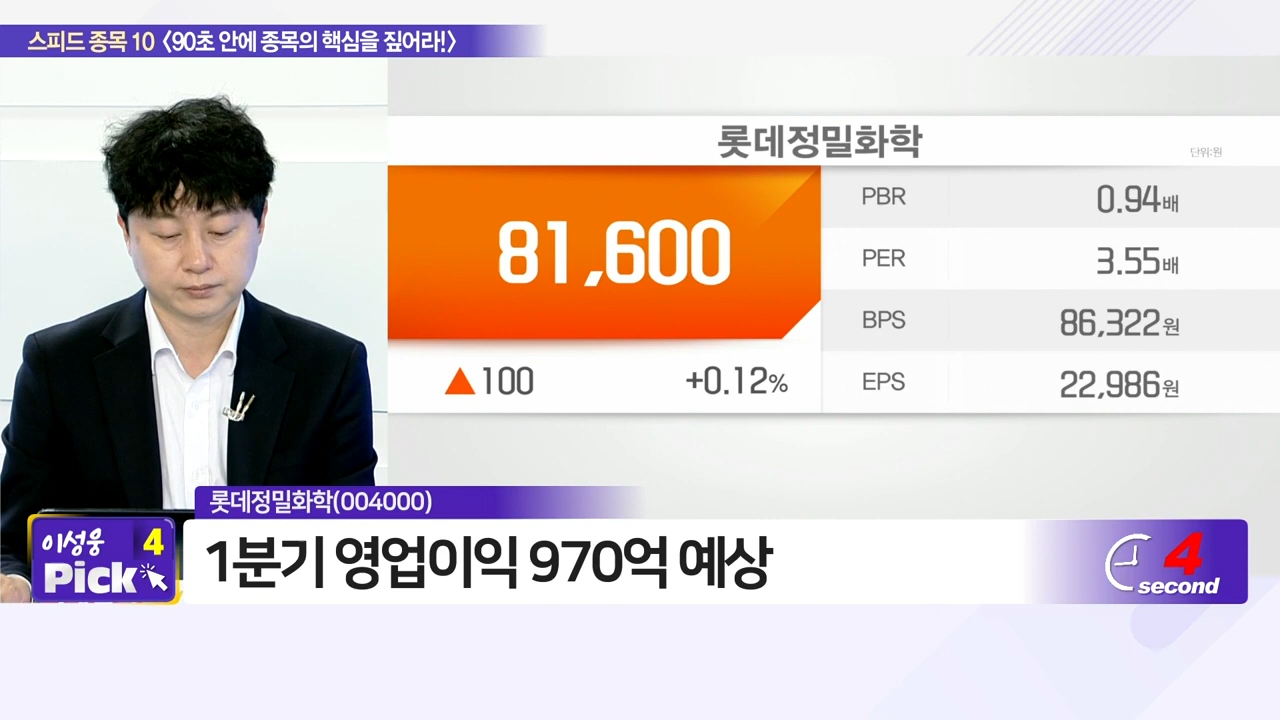 스피드 종목 10 〈90초 안에 종목의 핵심을 짚어라!〉
롯데정밀화학
단위:원
81,600
▲100 +0.12%
PBR 0.94배
PER 3.55배
BPS 86,322원
EPS 22,986원
롯데정밀화학(004000)
이성웅 4
Pick
1분기 영업이익 970억 예상
4
second